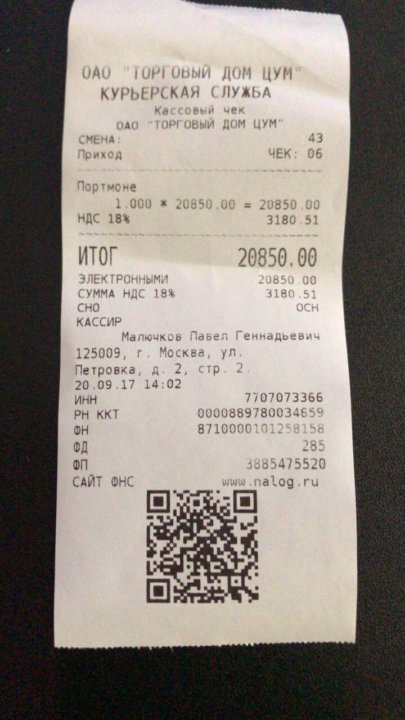 ОАО "ТОРГОВЫЙ ДОМ ЦУМ"
КУРЬЕРСКАЯ СЛУЖБА
Кассовый чек
ОАО "ТОРГОВЫЙ ДОМ ЦУМ"
СМЕНА: 43
Приход ЧЕК: 06
Портмоне
1.000 * 20850.00 = 20850.00
НДС 18% 3180.51
ИТОГ 20850.00
ЭЛЕКТРОННЫМИ 20850.00
СУММА НДС 18% 3180.51
СНО ОСН
КАССИР
Малючков Павел Геннадьевич
125009, г. Москва, ул.
Петровка, д. 2, стр. 2.
20.09.17 14:02
ИНН 7707073366
РН ККТ 0000889780034659
ФН 8710000101258158
ФД 285
ФП 3885475520
САЙТ ФНС www.nalog.ru